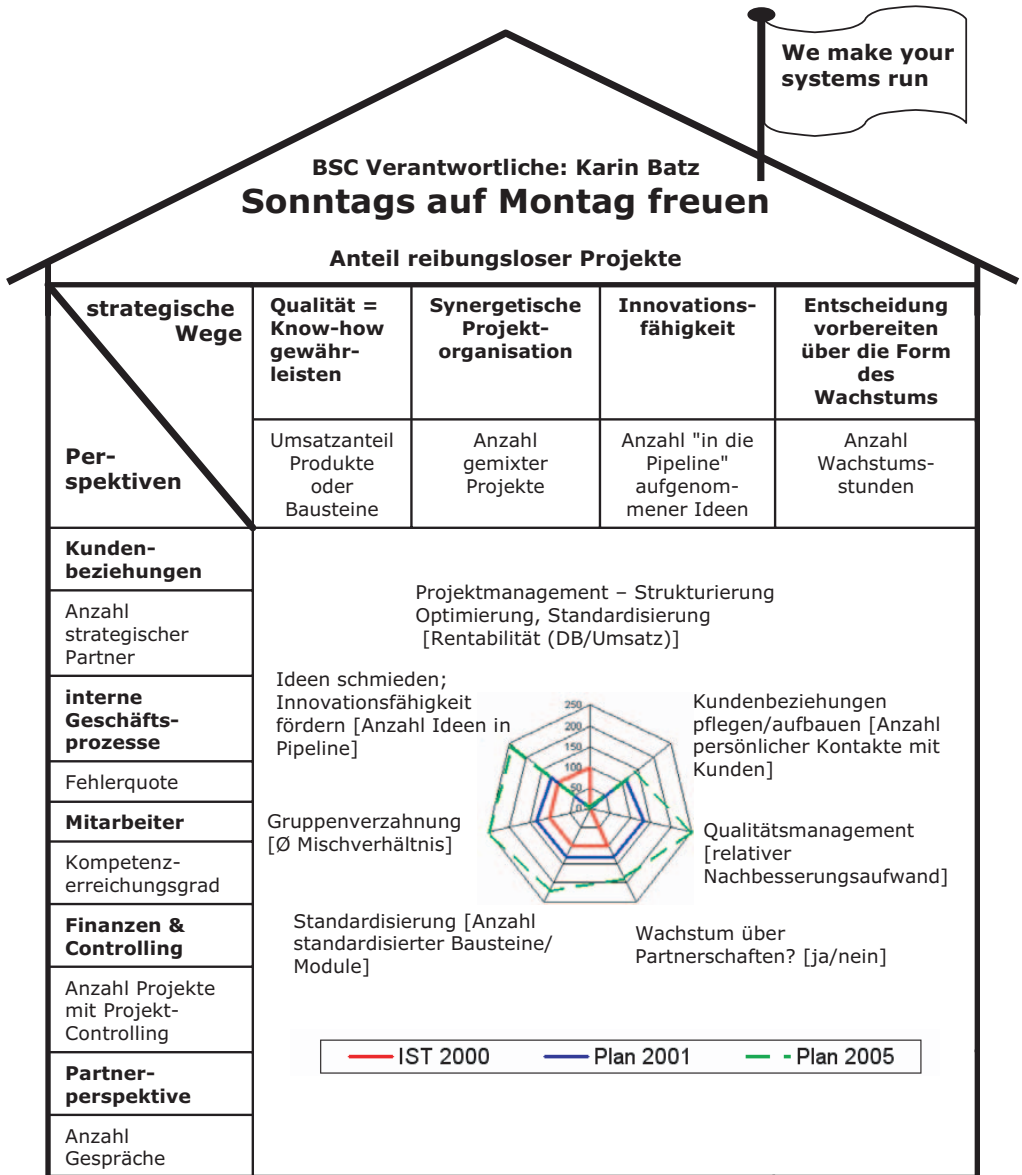 We make your
systems run
BSC Verantwortliche: Karin Batz
Sonntags auf Montag freuen
Anteil reibungsloser Projekte
strategische
Wege
Per-
spektiven
Qualität =
Know-how
gewähr-
leisten
Synergetische
Projekt-
organisation
Innovations-
fähigkeit
Entscheidung
vorbereiten
über die Form
des
Wachstums
Umsatzanteil
Produkte
oder
Bausteine
Anzahl
gemixter
Projekte
Anzahl "in die
Pipeline"
aufgenom-
mener Ideen
Anzahl
Wachstums-
stunden
Kunden-
beziehungen
Anzahl
strategischer
Partner
interne
Geschäfts-
prozesse
Fehlerquote
Mitarbeiter
Kompetenz-
erreichungsgrad
Finanzen &
Controlling
Anzahl Projekte
mit Projekt-
Controlling
Partner-
perspektive
Anzahl
Gespräche
Projektmanagement – Strukturierung
Optimierung, Standardisierung
[Rentabilität (DB/Umsatz)]
Ideen schmieden;
Innovationsfähigkeit
fördern [Anzahl Ideen in
Pipeline]
250
200
150
100
50
0
Kundenbeziehungen
pflegen/aufbauen [Anzahl
persönlicher Kontakte mit
Kunden]
Gruppenverzahnung
[Ø Mischverhältnis]
Qualitätsmanagement
[relativer
Nachbesserungsaufwand]
Standardisierung [Anzahl
standardisierter Bausteine/
Module]
Wachstum über
Partnerschaften? [ja/nein]
IST 2000
Plan 2001
Plan 2005